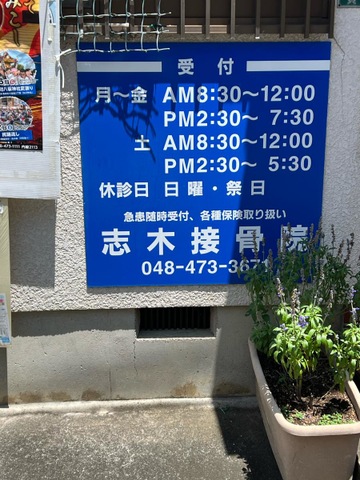 受付
月～金 AM8:30～12:00
PM2:30～ 7:30
土 AM8:30～12:00
PM2:30～ 5:30
休診日 日曜・祭日
急患随時受付、各種保険取り扱い
志木接骨院